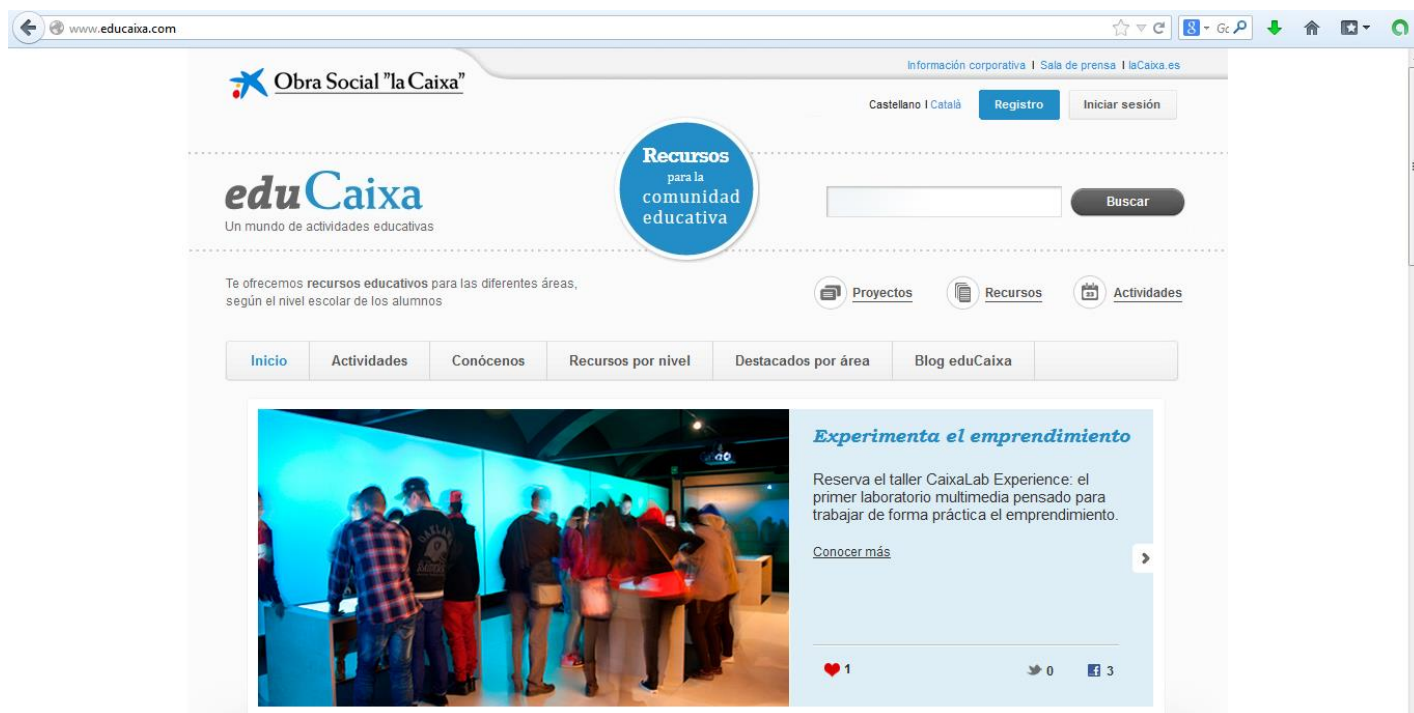 www.educaixa.com
Obra Social "la Caixa"
Información corporativa I Sala de prensa I laCaixa.es
Castellano I Català Registro Iniciar sesión
eduCaixa
Un mundo de actividades educativas
Recursos
para la
comunidad
educativa
Buscar
Te ofrecemos recursos educativos para las diferentes áreas,
según el nivel escolar de los alumnos
Proyectos Recursos Actividades
Inicio Actividades Conócenos Recursos por nivel Destacados por área Blog eduCaixa
Experimenta el emprendimiento
Reserva el taller CaixaLab Experience: el
primer laboratorio multimedia pensado para
trabajar de forma práctica el emprendimiento.
Conocer más
1 0 3